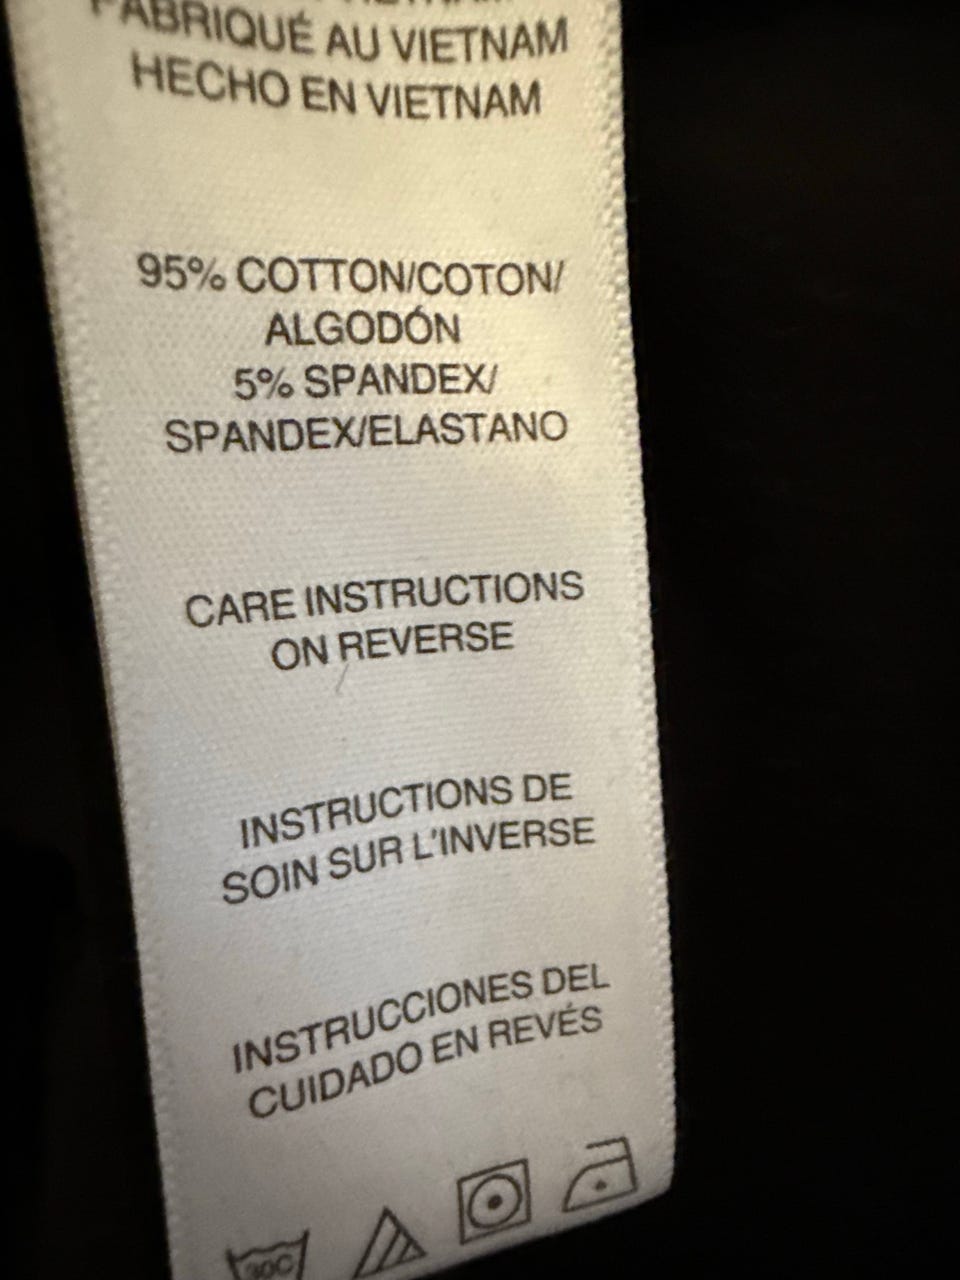 FABRIQUÉ AU VIETNAM
HECHO EN VIETNAM
95% COTTON/COTON/
ALGODÓN
5% SPANDEX/
SPANDEX/ELASTANO
CARE INSTRUCTIONS
ON REVERSE
INSTRUCTIONS DE
SOIN SUR L'INVERSE
INSTRUCCIONES DEL
CUIDADO EN REVÉS
30C